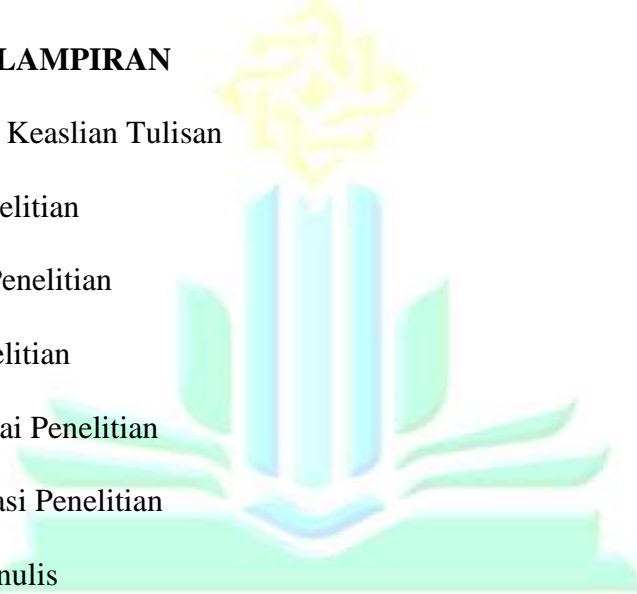 LAMPIRAN
Keaslian Tulisan
elitian
Penelitian
elitian
ai Penelitian
asi Penelitian
nulis